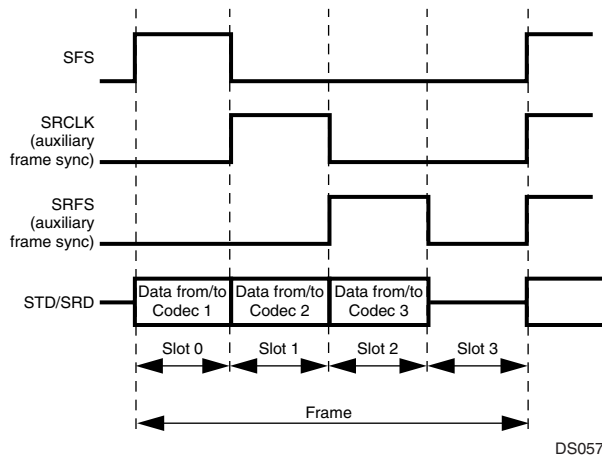 SFS
SRCLK
(auxiliary
frame sync)
SRFS
(auxiliary
frame sync)
STD/SRD
Data from/to
Codec 1
Data from/to
Codec 2
Data from/to
Codec 3
Slot 0
Slot 1
Slot 2
Slot 3
Frame
DS057